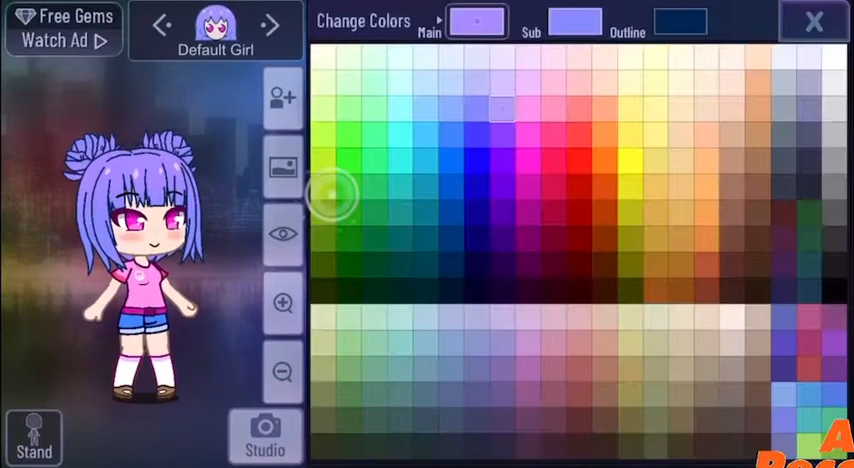 Free Gems
Watch Ad
Default Girl
Change Colors
Main
Sub
Outline
X
Stand
Studio
A